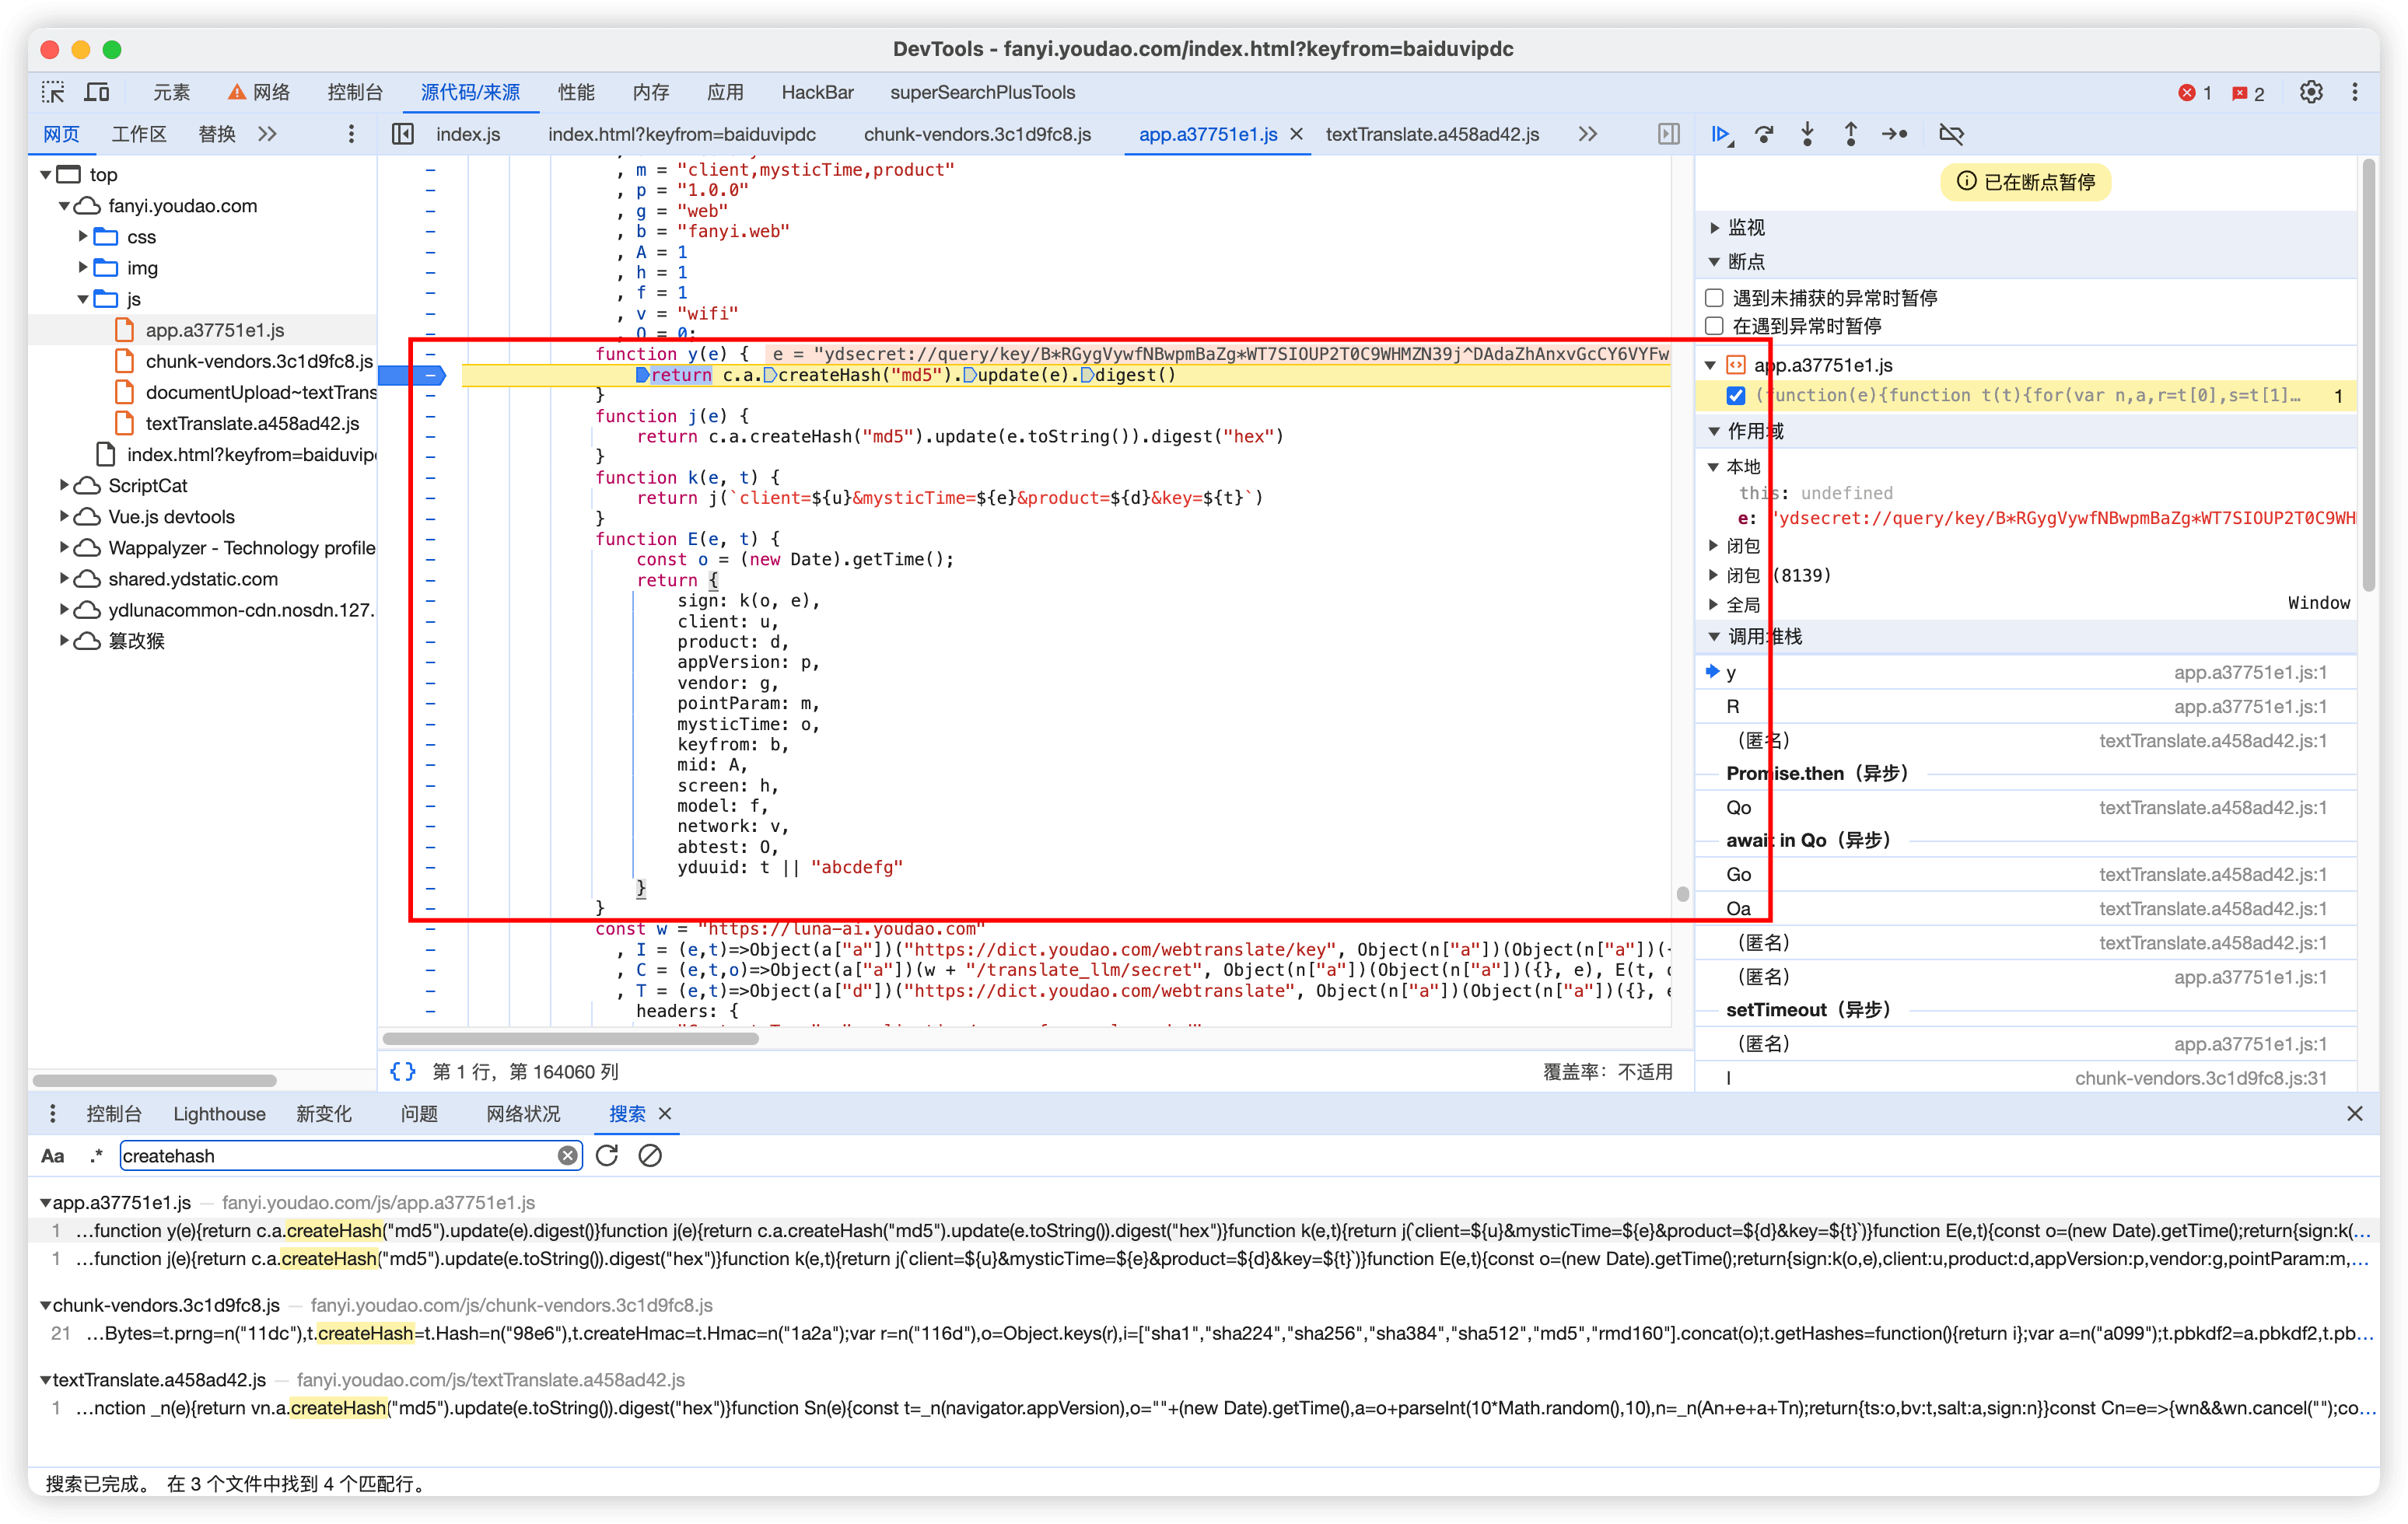 DevTools - fanyi.youdao.com/index.html?keyfrom=baiduvipdc
元素 网络 控制台 源代码/来源 性能 内存 应用 HackBar superSearchPlusTools 1 2
网页 工作区 替换
index.js index.html?keyfrom=baiduvipdc chunk-vendors.3c1d9fc8.js app.a37751e1.js textTranslate.a458ad42.js
top
fanyi.youdao.com
css
img
js
app.a37751e1.js
chunk-vendors.3c1d9fc8.js
documentUpload~textTrans
textTranslate.a458ad42.js
index.html?keyfrom=baiduvip
ScriptCat
Vue.js devtools
Wappalyzer - Technology profile
shared.ydstatic.com
ydlunacommon-cdn.nosdn.127.
篡改猴
, m = "client,mysticTime,product"
, p = "1.0.0"
, g = "web"
, b = "fanyi.web"
, A = 1
, h = 1
, f = 1
, v = "wifi"
, O = 0;
function y(e) { e = "ydsecret://query/key/B*RGygVywfNBwpmBaZg*WT7SIOUP2T0C9WHMZN39j^DAdaZhAnxvGcCY6VYFw
return c.a.createHash("md5").update(e).digest()
}
function j(e) {
return c.a.createHash("md5").update(e.toString()).digest("hex")
}
function k(e, t) {
return j(`client=${u}&mysticTime=${e}&product=${d}&key=${t}`)
}
function E(e, t) {
const o = (new Date).getTime();
return {
sign: k(o, e),
client: u,
product: d,
appVersion: p,
vendor: g,
pointParam: m,
mysticTime: o,
keyfrom: b,
mid: A,
screen: h,
model: f,
network: v,
abtest: O,
yduuid: t || "abcdefg"
}
}
const w = "https://luna-ai.youdao.com"
, I = (e,t)=>Object(a["a"])("https://dict.youdao.com/webtranslate/key", Object(n["a"])(Object(n["a"])(
, C = (e,t,o)=>Object(a["a"])(w + "/translate_llm/secret", Object(n["a"])(Object(n["a"])({}, e), E(t,
, T = (e,t)=>Object(a["d"])("https://dict.youdao.com/webtranslate", Object(n["a"])(Object(n["a"])({},
headers: {
{} 第 1 行，第 164060 列 覆盖率：不适用
已在断点暂停
监视
断点
遇到未捕获的异常时暂停
在遇到异常时暂停
app.a37751e1.js
(function(e){function t(t){for(var n,a,r=t[0],s=t[1]… 1
作用域
本地
this: undefined
e: "ydsecret://query/key/B*RGygVywfNBwpmBaZg*WT7SIOUP2T0C9WH
闭包
闭包 (8139)
全局 Window
调用堆栈
y app.a37751e1.js:1
R app.a37751e1.js:1
（匿名） textTranslate.a458ad42.js:1
Promise.then（异步）
Qo textTranslate.a458ad42.js:1
await in Qo（异步）
Go textTranslate.a458ad42.js:1
Oa textTranslate.a458ad42.js:1
（匿名） textTranslate.a458ad42.js:1
（匿名） app.a37751e1.js:1
setTimeout（异步）
（匿名） app.a37751e1.js:1
l chunk-vendors.3c1d9fc8.js:31
控制台 Lighthouse 新变化 问题 网络状况 搜索
Aa .* createhash
app.a37751e1.js — fanyi.youdao.com/js/app.a37751e1.js
1 …function y(e){return c.a.createHash("md5").update(e).digest()}function j(e){return c.a.createHash("md5").update(e.toString()).digest("hex")}function k(e,t){return j(`client=${u}&mysticTime=${e}&product=${d}&key=${t}`)}function E(e,t){const o=(new Date).getTime();return{sign:k(…
1 …function j(e){return c.a.createHash("md5").update(e.toString()).digest("hex")}function k(e,t){return j(`client=${u}&mysticTime=${e}&product=${d}&key=${t}`)}function E(e,t){const o=(new Date).getTime();return{sign:k(o,e),client:u,product:d,appVersion:p,vendor:g,pointParam:m,…
chunk-vendors.3c1d9fc8.js — fanyi.youdao.com/js/chunk-vendors.3c1d9fc8.js
21 …Bytes=t.prng=n("11dc"),t.createHash=t.Hash=n("98e6"),t.createHmac=t.Hmac=n("1a2a");var r=n("116d"),o=Object.keys(r),i=["sha1","sha224","sha256","sha384","sha512","md5","rmd160"].concat(o);t.getHashes=function(){return i};var a=n("a099");t.pbkdf2=a.pbkdf2,t.pb…
textTranslate.a458ad42.js — fanyi.youdao.com/js/textTranslate.a458ad42.js
1 …nction _n(e){return vn.a.createHash("md5").update(e.toString()).digest("hex")}function Sn(e){const t=_n(navigator.appVersion),o=""+(new Date).getTime(),a=o+parseInt(10*Math.random(),10),n=_n(An+e+a+Tn);return{ts:o,bv:t,salt:a,sign:n}}const Cn=e=>{wn&&wn.cancel("");co…
搜索已完成。 在 3 个文件中找到 4 个匹配行。